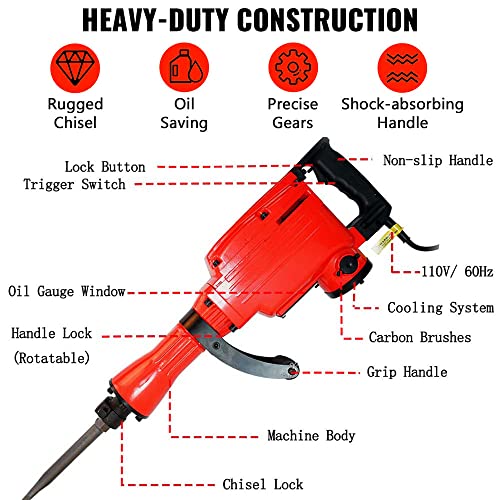 HEAVY-DUTY CONSTRUCTION
Rugged
Chisel
Oil
Saving
Precise
Gears
Shock-absorbing
Handle
Lock Button
Trigger Switch
Non-slip Handle
110V/ 60Hz
Oil Gauge Window
Cooling System
Handle Lock
(Rotatable)
Carbon Brushes
Grip Handle
Machine Body
Chisel Lock